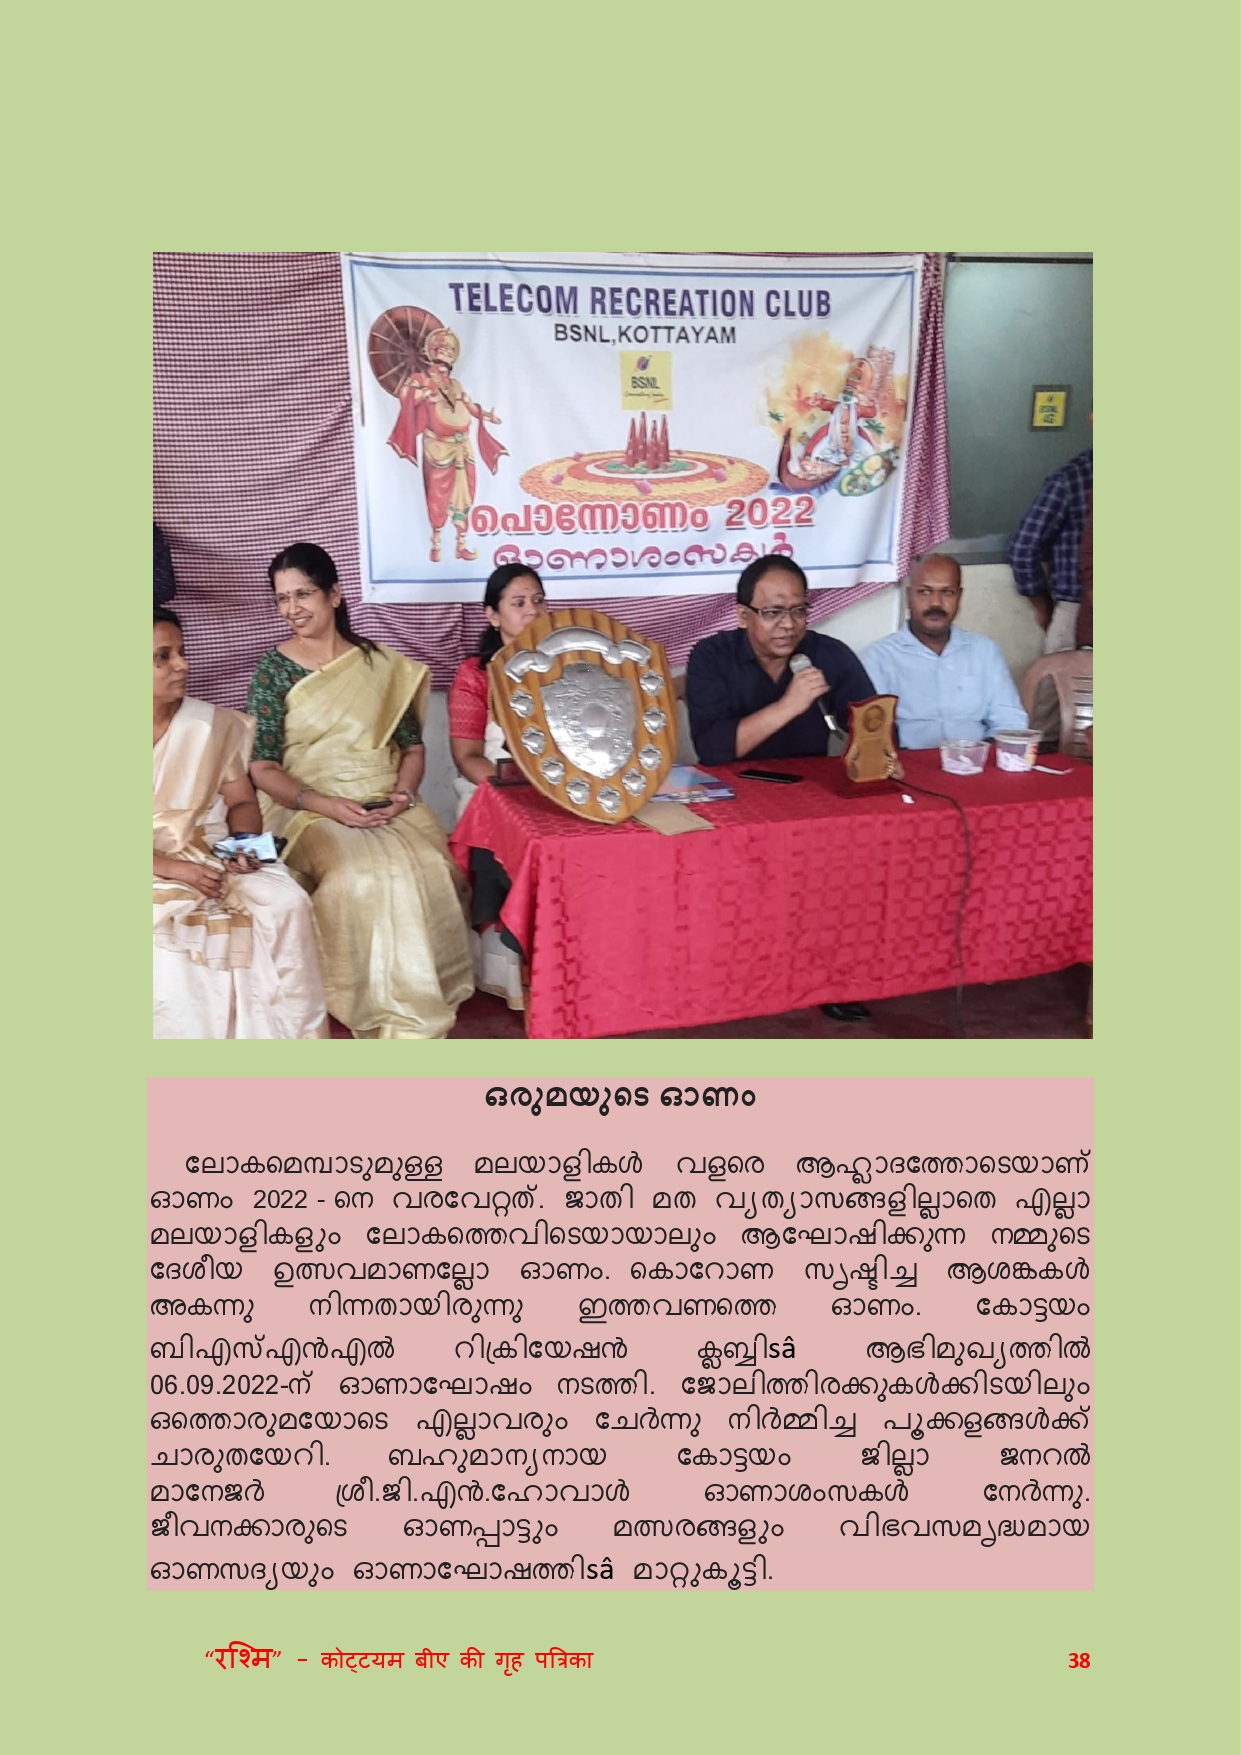 TELECOM RECREATION CLUB
BSNL,KOTTAYAM
BSNL
BSNL
പൊന്നോണം 2022
ഓണാശംസകൾ
ഒരുമയുടെ ഓണം
ലോകമെമ്പാടുമുള്ള മലയാളികൾ വളരെ ആഹ്ലാദത്തോടെയാണ്
ഓണം 2022 - നെ വരവേറ്റത്. ജാതി മത വ്യത്യാസങ്ങളില്ലാതെ എല്ലാ
മലയാളികളും ലോകത്തെവിടെയായാലും ആഘോഷിക്കുന്ന നമ്മുടെ
ദേശീയ ഉത്സവമാണല്ലോ ഓണം. കൊറോണ സൃഷ്ടിച്ച ആശങ്കകൾ
അകന്നു നിന്നതായിരുന്നു ഇത്തവണത്തെ ഓണം. കോട്ടയം
ബിഎസ്എൻഎൽ റിക്രിയേഷൻ ക്ലബ്ബിsâ ആഭിമുഖ്യത്തിൽ
06.09.2022-ന് ഓണാഘോഷം നടത്തി. ജോലിത്തിരക്കുകൾക്കിടയിലും
ഒത്തൊരുമയോടെ എല്ലാവരും ചേർന്നു നിർമ്മിച്ച പൂക്കളങ്ങൾക്ക്
ചാരുതയേറി. ബഹുമാന്യനായ കോട്ടയം ജില്ലാ ജനറൽ
മാനേജർ ശ്രീ.ജി.എൻ.ഹോവാൾ ഓണാശംസകൾ നേർന്നു.
ജീവനക്കാരുടെ ഓണപ്പാട്ടും മത്സരങ്ങളും വിഭവസമൃദ്ധമായ
ഓണസദ്യയും ഓണാഘോഷത്തിsâ മാറ്റുകൂട്ടി.
“रश्मि” – कोट्टयम बीए की गृह पत्रिका 38